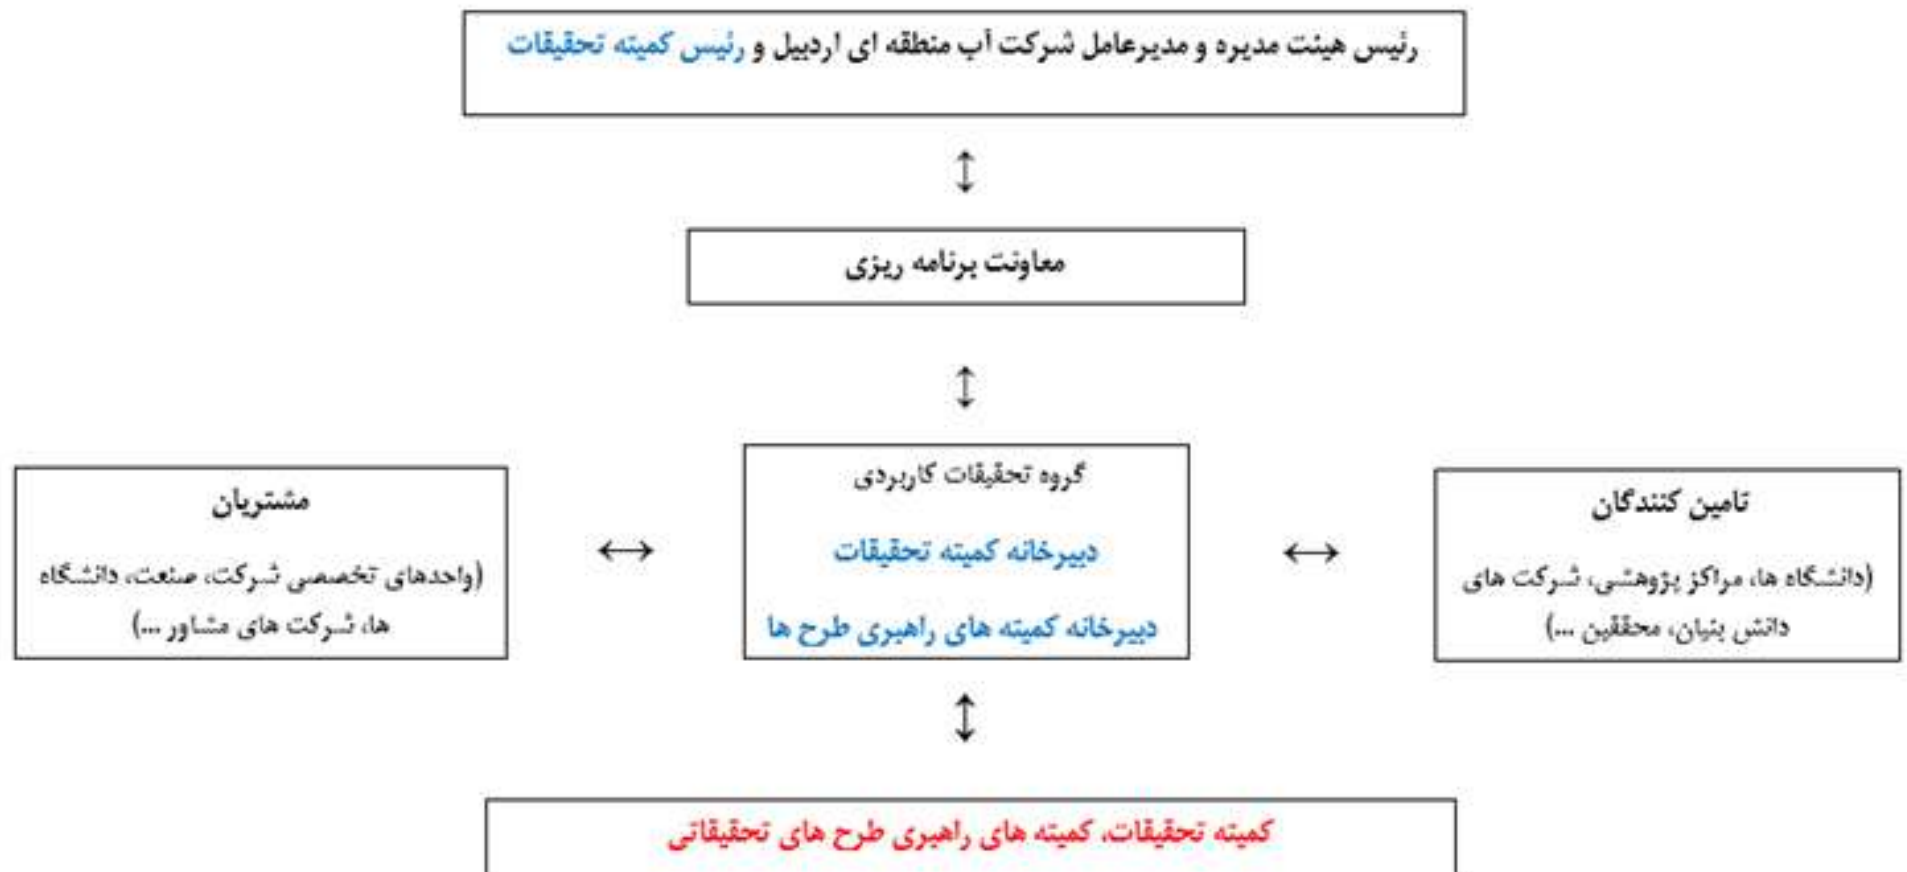 رئیس هیئت مدیره و مدیرعامل شرکت آب منطقه ای اردبیل و رئیس کمیته تحقیقات
↕
معاونت برنامه ریزی
↕
تامین کنندگان
(دانشگاه ها، مراکز پژوهشی، شرکت های
دانش بنیان، محققین ...)
↔
گروه تحقیقات کاربردی
دبیرخانه کمیته تحقیقات
دبیرخانه کمیته های راهبری طرح ها
↔
مشتریان
(واحدهای تخصصی شرکت، صنعت، دانشگاه
ها، شرکت های مشاور ...)
↕
کمیته تحقیقات، کمیته های راهبری طرح های تحقیقاتی